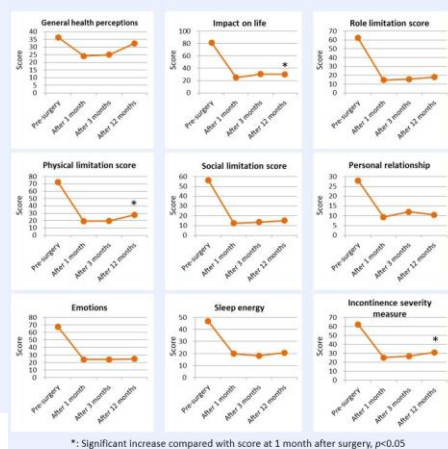 General health perceptions
Score
40
35
30
25
20
15
10
5
0
Pre-surgery
After 1 month
After 3 months
After 12 months
Impact on life
Score
100
80
60
40
20
0
*
Pre-surgery
After 1 month
After 3 months
After 12 months
Role limitation score
Score
70
60
50
40
30
20
10
0
Pre-surgery
After 1 month
After 3 months
After 12 months
Physical limitation score
Score
80
70
60
50
40
30
20
10
0
*
Pre-surgery
After 1 month
After 3 months
After 12 months
Social limitation score
Score
60
50
40
30
20
10
0
Pre-surgery
After 1 month
After 3 months
After 12 months
Personal relationship
Score
30
25
20
15
10
5
0
Pre-surgery
After 1 month
After 3 months
After 12 months
Emotions
Score
80
70
60
50
40
30
20
10
0
Pre-surgery
After 1 month
After 3 months
After 12 months
Sleep energy
Score
50
40
30
20
10
0
Pre-surgery
After 1 month
After 3 months
After 12 months
Incontinence severity
measure
Score
70
60
50
40
30
20
10
0
*
Pre-surgery
After 1 month
After 3 months
After 12 months
*: Significant increase compared with score at 1 month after surgery, p<0.05